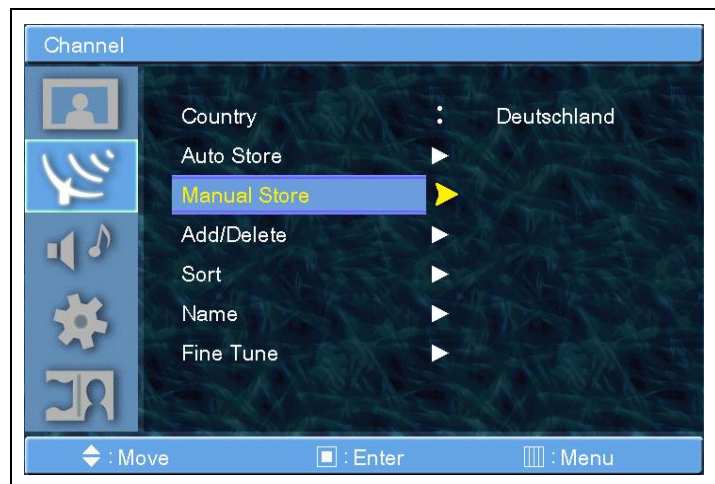 Channel
Country : Deutschland
Auto Store
Manual Store
Add/Delete
Sort
Name
Fine Tune
: Move : Enter : Menu